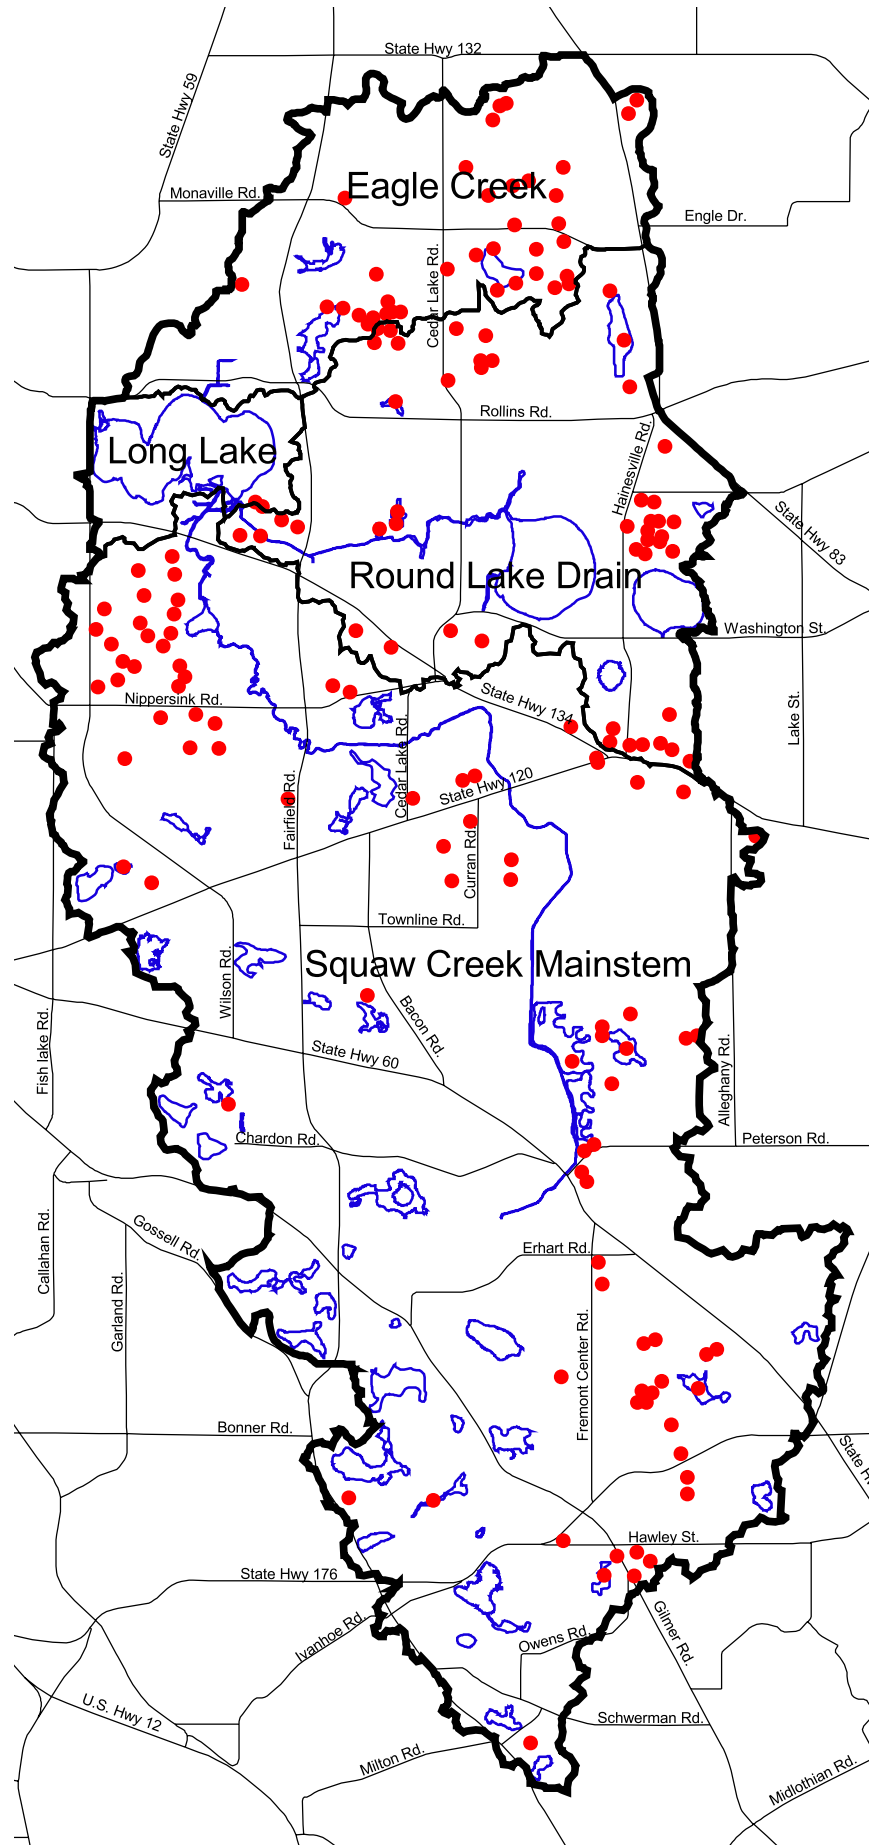 State Hwy 132
State Hwy 59
Eagle Creek
Monaville Rd.
Engle Dr.
Cedar Lake Rd.
Rollins Rd.
Long Lake
Hainesville Rd.
State Hwy 83
Round Lake Drain
Washington St.
Nippersink Rd.
State Hwy 134
Lake St.
Cedar Lake Rd.
State Hwy 120
Fairfield Rd.
Curran Rd.
Townline Rd.
Squaw Creek Mainstem
Wilson Rd.
Bacon Rd.
Fish lake Rd.
State Hwy 60
Alleghany Rd.
Chardon Rd.
Peterson Rd.
Callahan Rd.
Gossell Rd.
Erhart Rd.
Garland Rd.
Fremont Center Rd.
Bonner Rd.
State H
Hawley St.
State Hwy 176
Ivanhoe Rd.
Owens Rd.
Gilmer Rd.
U.S. Hwy 12
Schwerman Rd.
Milton Rd.
Midlothian Rd.